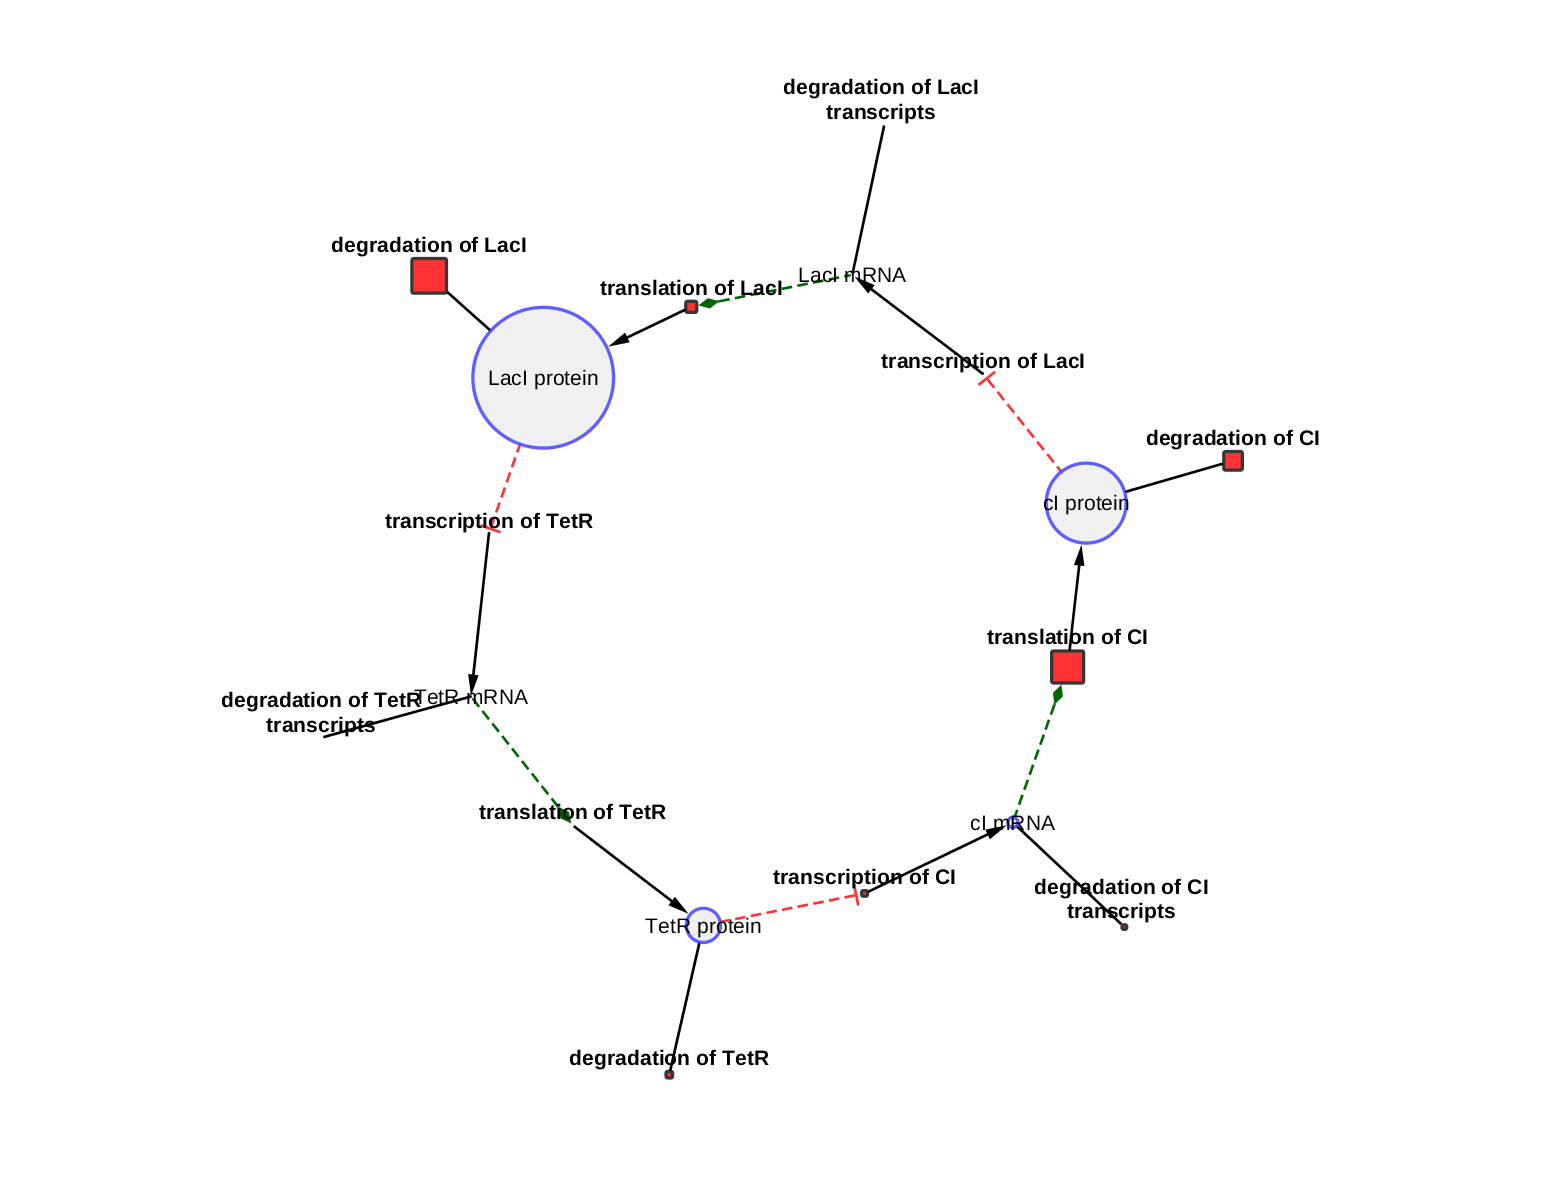 degradation of LacI
transcripts
degradation of LacI
LacI mRNA
translation of LacI
transcription of LacI
LacI protein
degradation of CI
cI protein
transcription of TetR
translation of CI
degradation of TetR
transcripts
TetR mRNA
translation of TetR
cI mRNA
transcription of CI
degradation of CI
transcripts
TetR protein
degradation of TetR